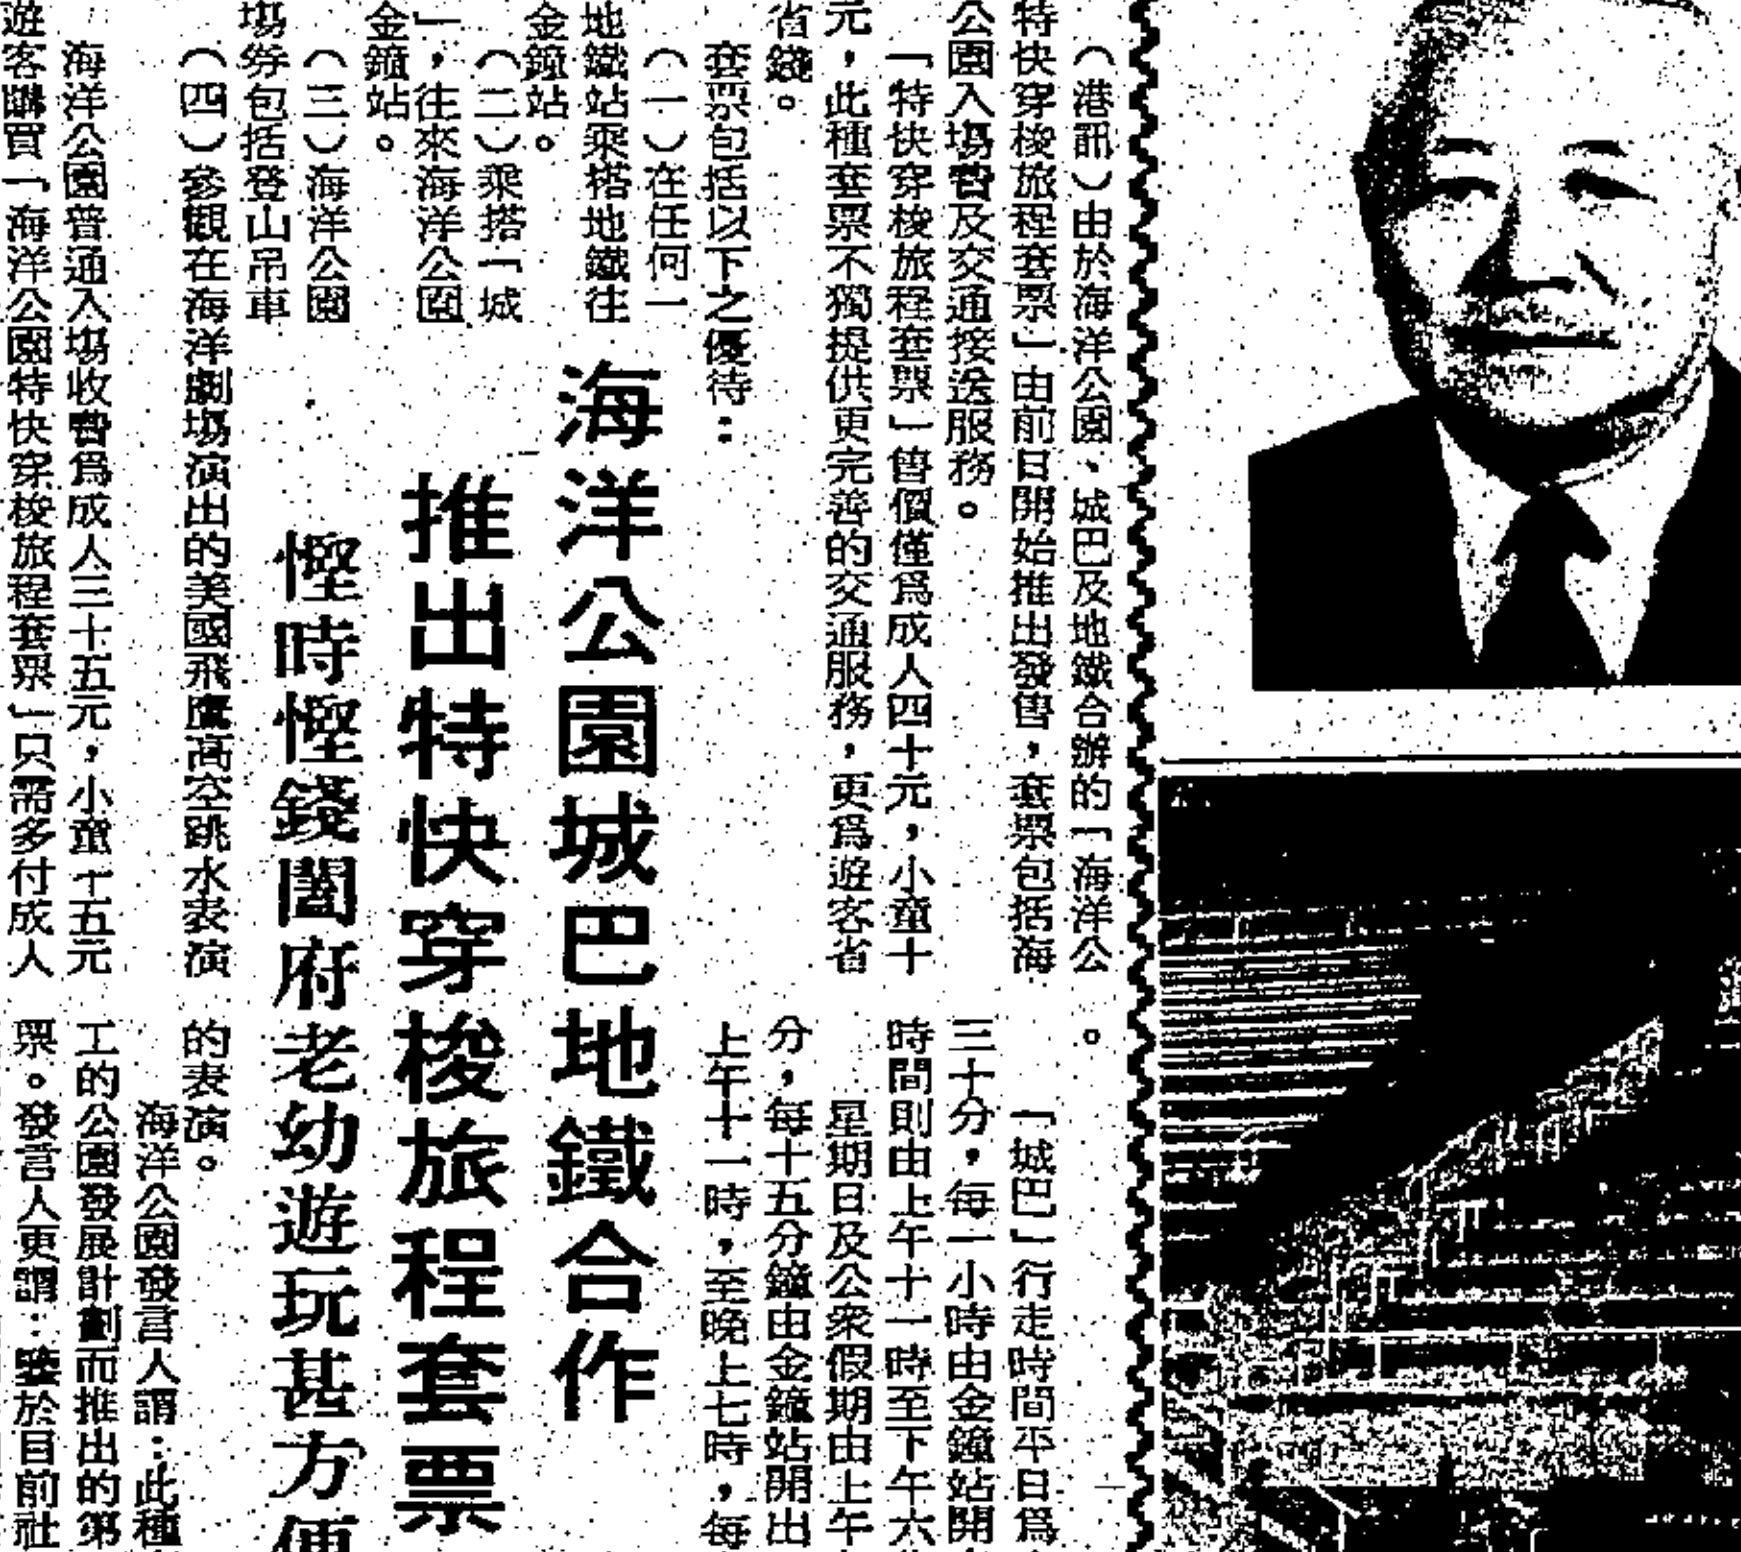 海洋公園城巴地鐵合作
推出特快穿梭旅程套票
慳時慳錢闔府老幼遊玩甚方便
（港訊）由於海洋公園、城巴及地鐵合辦的「海洋公
特快穿梭旅程套票」由前日開始推出發售，套票包括海
公園入場費及交通接送服務。
「特快穿梭旅程套票」售價僅爲成人四十元，小童十
元，此種套票不獨提供更完善的交通服務，更爲遊客省
省錢。
套票包括以下之優待：
（一）在任何一
地鐵站乘搭地鐵往
金鐘站。
（二）乘搭「城
」，往來海洋公園
金鐘站。
（三）海洋公園
場券包括登山吊車
（四）參觀在海洋劇場演出的美國飛鷹高空跳水表演
海洋公園普通入場收費爲成人三十五元，小童十五元
遊客購買「海洋公園特快穿梭旅程套票」只需多付成人
。
「城巴」行走時間平日爲
三十分，每一小時由金鐘站開
時間則由上午十一時至下午六
星期日及公衆假期由上午
分，每十五分鐘由金鐘站開出
上午十一時，至晚上七時，每
的表演。
海洋公園發言人謂：此種
工的公園發展計劃而推出的第
票。發言人更謂：鑒於目前社